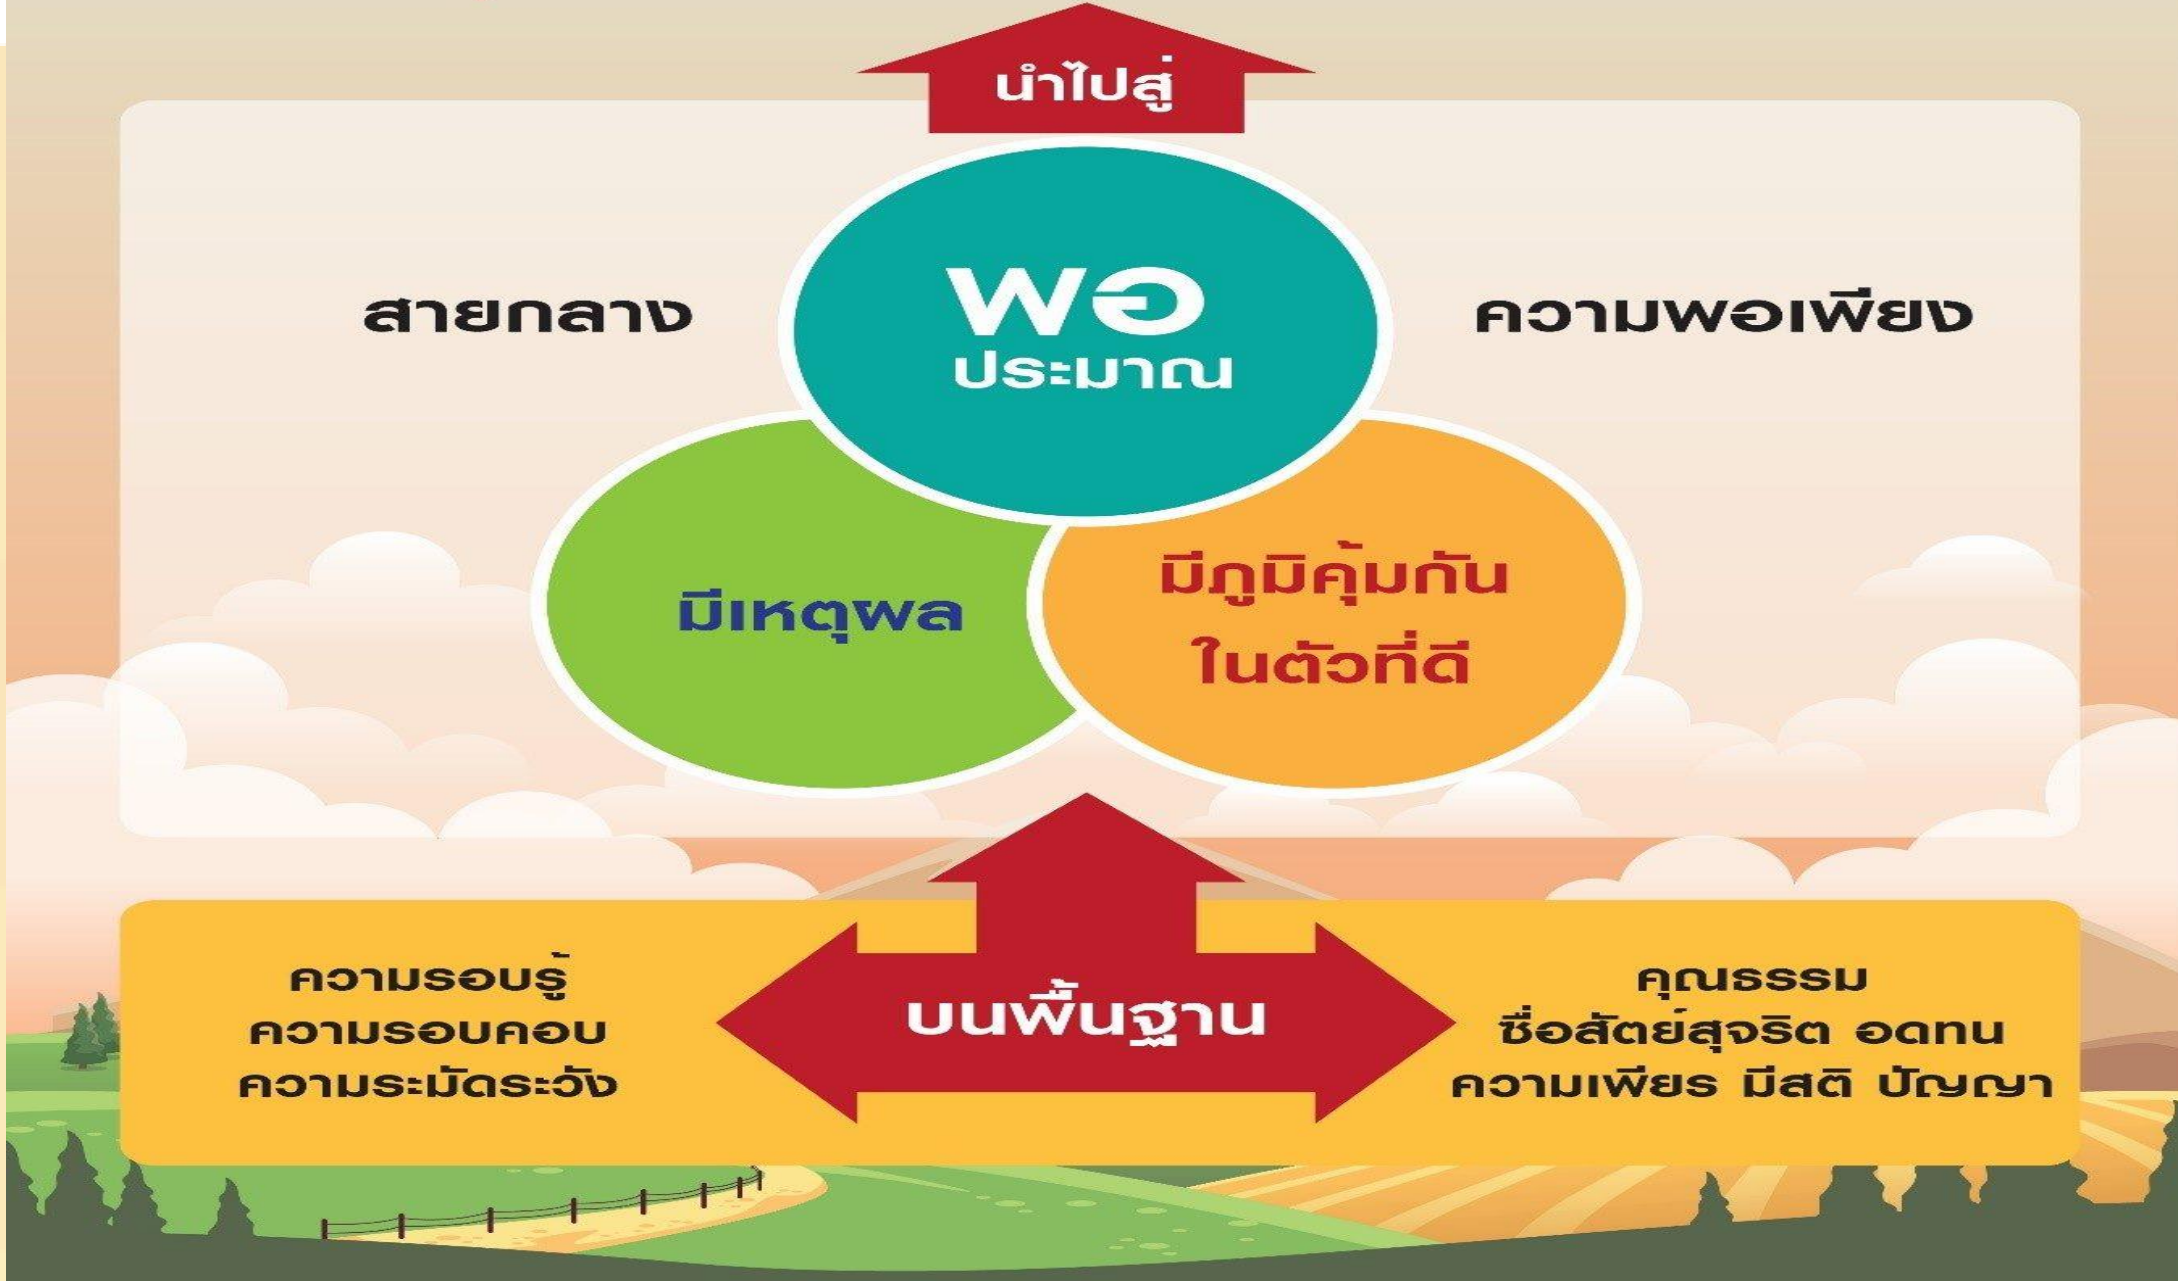 นำไปสู่
สายกลาง
พอ
ประมาณ
ความพอเพียง
มีเหตุผล
มีภูมิคุ้มกัน
ในตัวที่ดี
บนพื้นฐาน
ความรอบรู้
ความรอบคอบ
ความระมัดระวัง
คุณธรรม
ซื่อสัตย์สุจริต อดทน
ความเพียร มีสติ ปัญญา